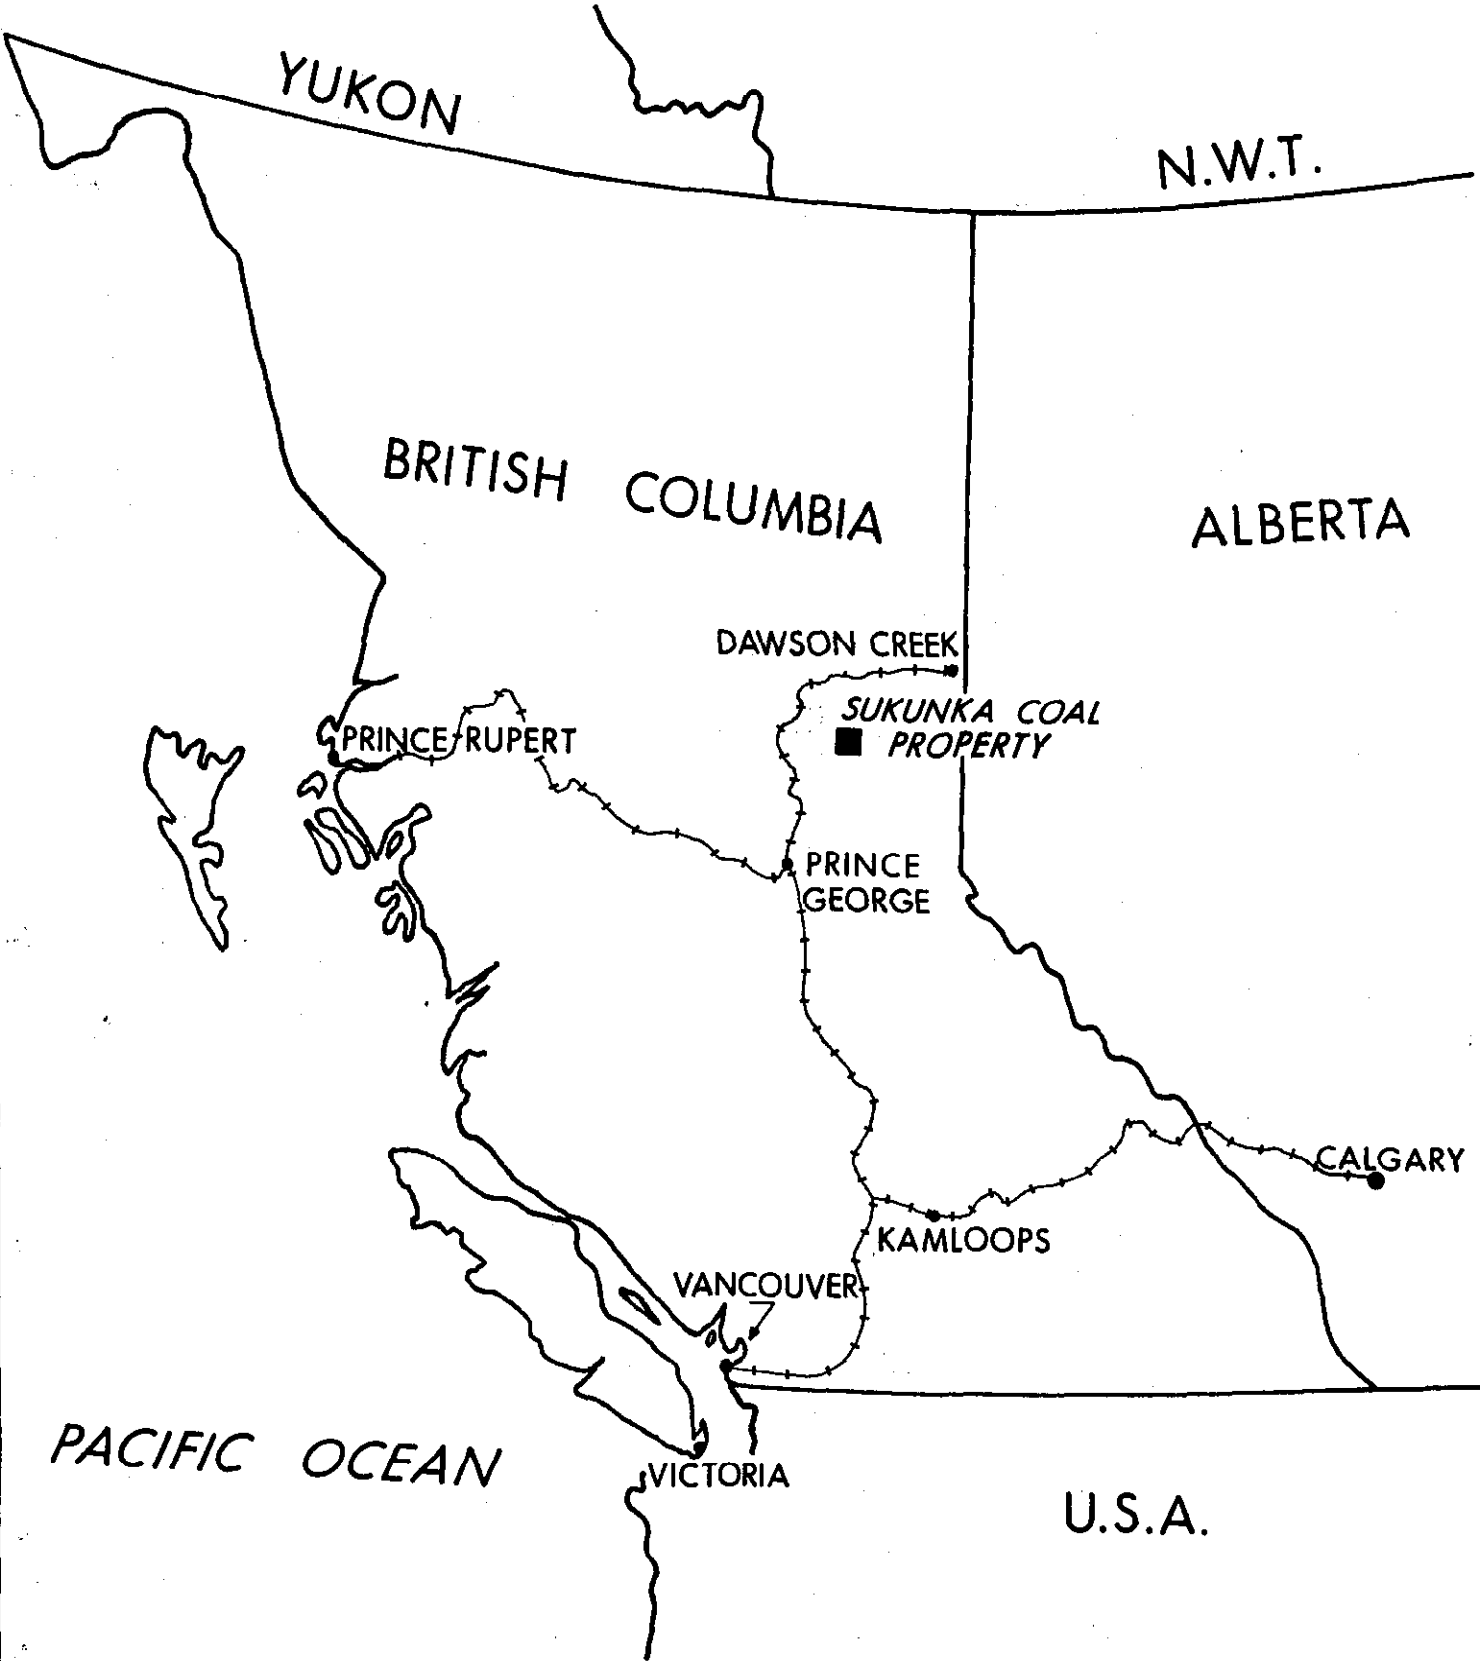 YUKON
N.W.T.
BRITISH COLUMBIA
ALBERTA
DAWSON CREEK
SUKUNKA COAL
PROPERTY
PRINCE RUPERT
PRINCE
GEORGE
CALGARY
KAMLOOPS
VANCOUVER
PACIFIC OCEAN
VICTORIA
U.S.A.